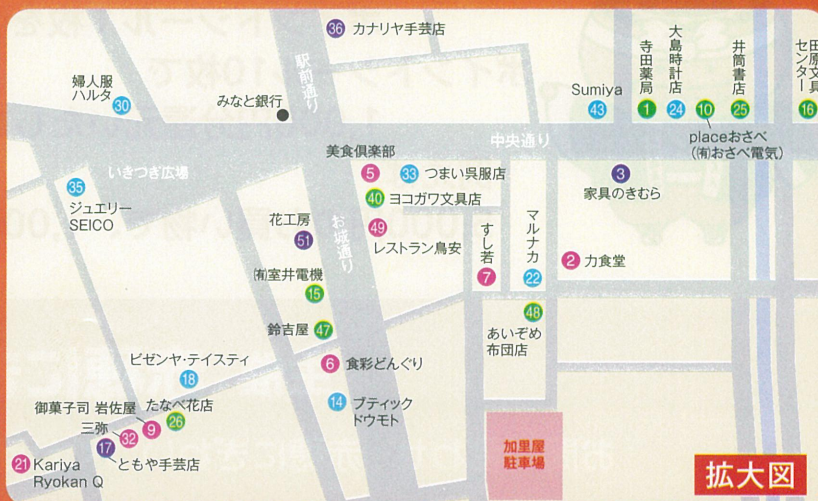 36 カナリヤ手芸店
駅前通り
婦人服
ハルタ
30
みなと銀行
Sumiya
43
寺田薬局
1
大島時計店
24
10
井筒書店
25
16
placeおさべ
(㈲おさべ電気)
中央通り
いきつぎ広場
美食倶楽部
5
33 つまい呉服店
3
家具のきむら
35
ジュエリー
SEICO
40 ヨコガワ文具店
お城通り
花工房
51
49
レストラン鳥安
すし若
7
マルナカ
22
2 力食堂
㈲室井電機
15
48
あいぞめ
布団店
鈴吉屋 47
6 食彩どんぐり
ビゼンヤ・テイスティ
18
14 ブティック
ドウモト
御菓子司 岩佐屋
9
たなべ花店
26
三弥
32
17 ともや手芸店
21 Kariya
Ryokan Q
加里屋
駐車場
拡大図